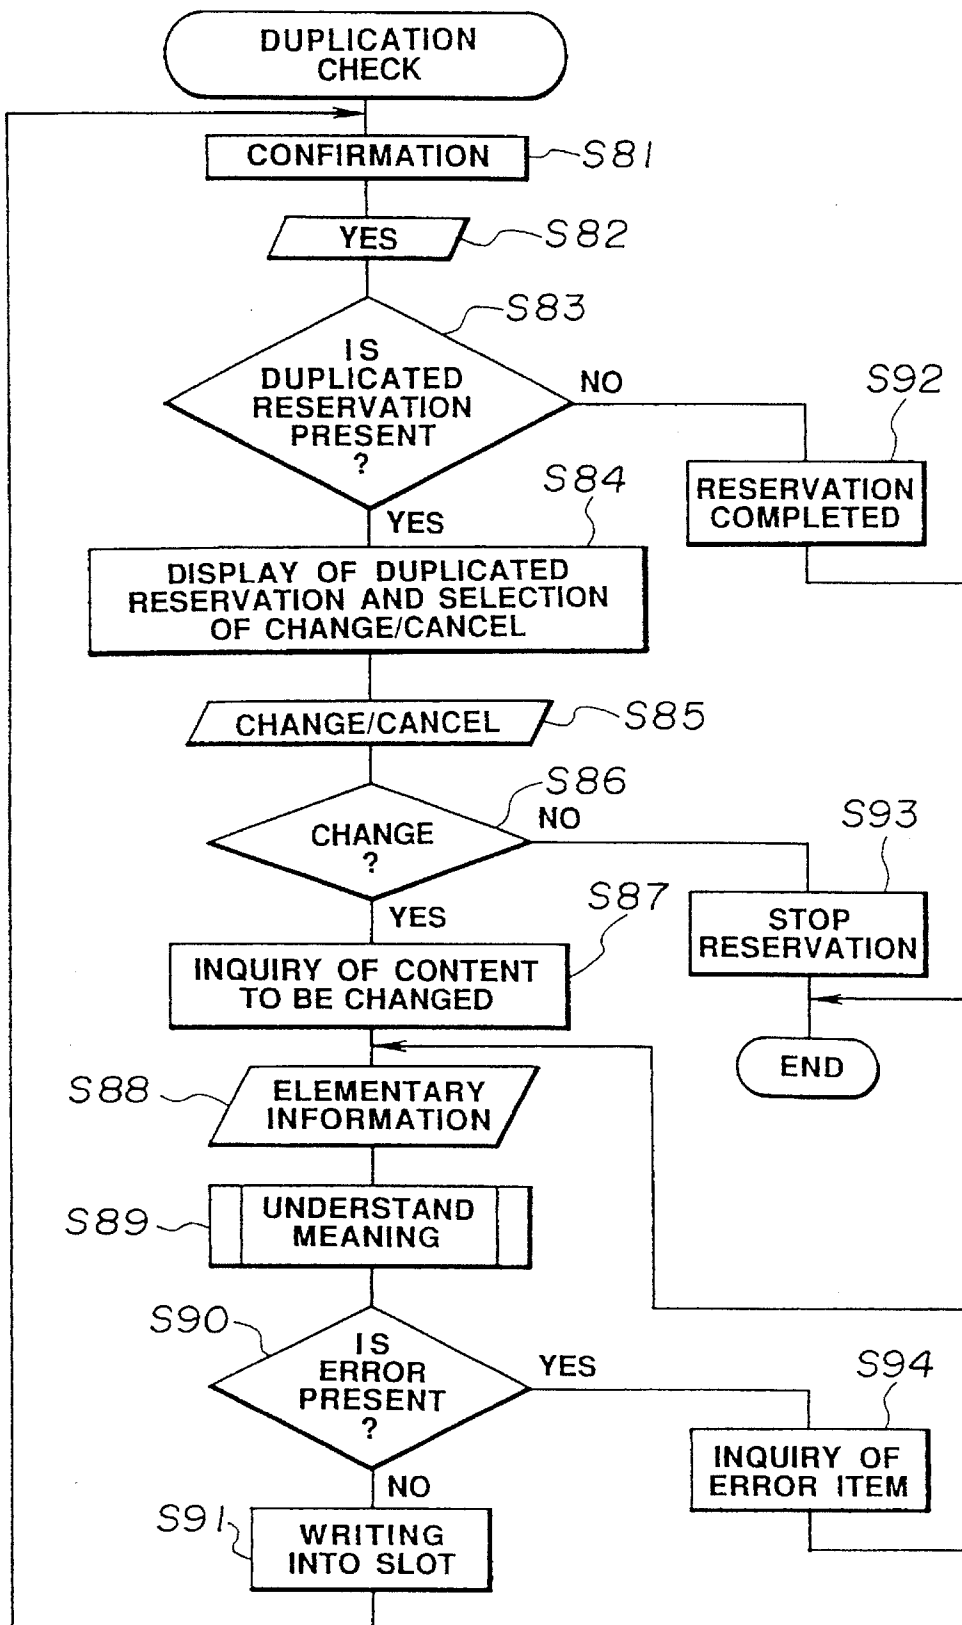 DUPLICATION
CHECK
CONFIRMATION
S81
YES
S82
S83
IS
DUPLICATED
RESERVATION
PRESENT
?
NO
S92
RESERVATION
COMPLETED
YES
S84
DISPLAY OF DUPLICATED
RESERVATION AND SELECTION
OF CHANGE/CANCEL
CHANGE/CANCEL
S85
S86
CHANGE
?
NO
S93
STOP
RESERVATION
END
YES
S87
INQUIRY OF CONTENT
TO BE CHANGED
S88
ELEMENTARY
INFORMATION
S89
UNDERSTAND
MEANING
S90
IS
ERROR
PRESENT
?
YES
S94
INQUIRY OF
ERROR ITEM
NO
S91
WRITING
INTO SLOT